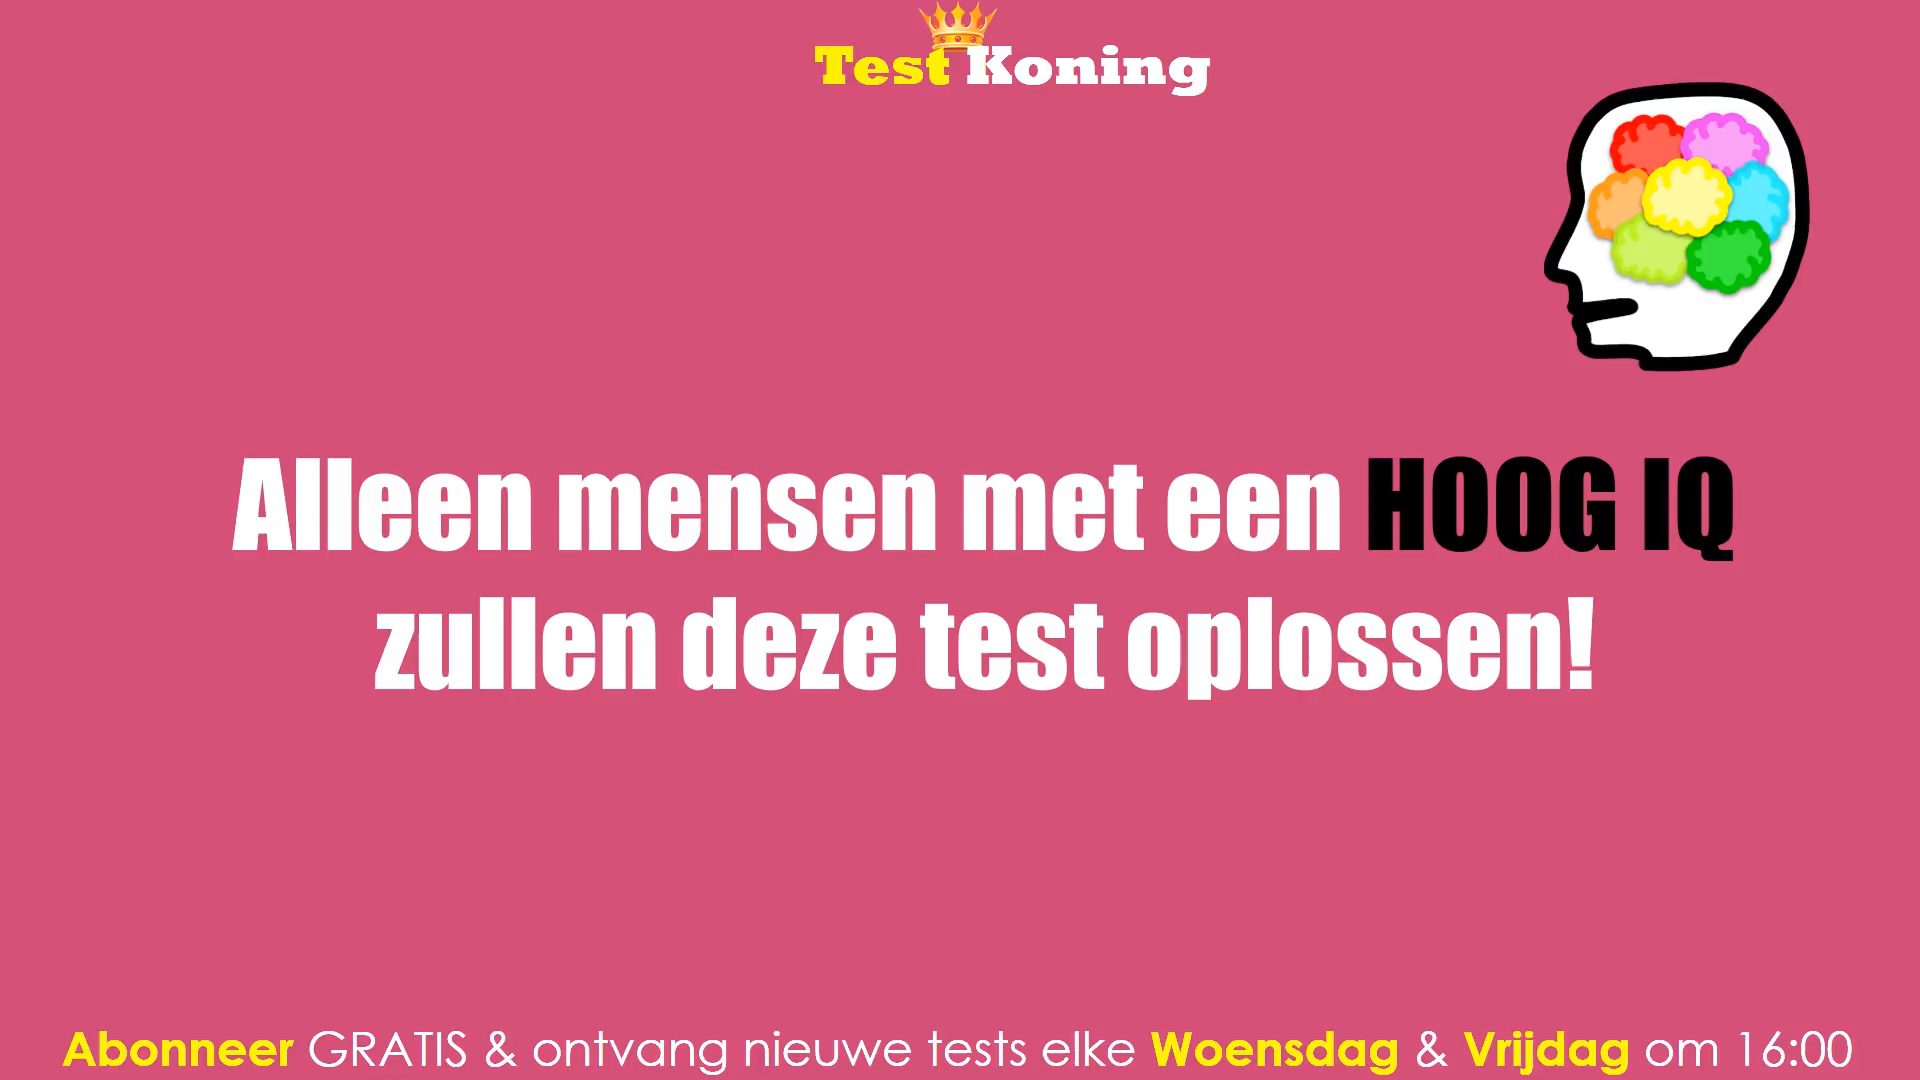 Test Koning
Alleen mensen met een HOOG IQ
zullen deze test oplossen!
Abonneer GRATIS & ontvang nieuwe tests elke Woensdag & Vrijdag om 16:00